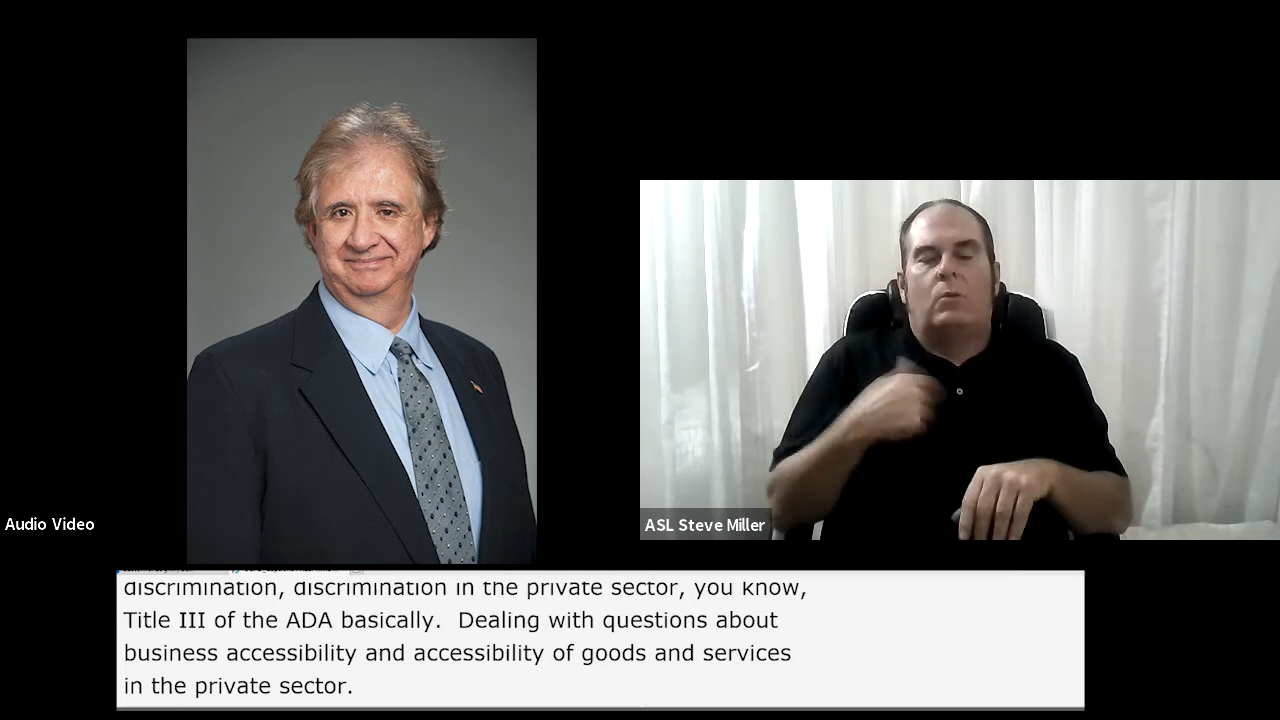 Audio Video
ASL Steve Miller
discrimination, discrimination in the private sector, you know,
Title III of the ADA basically.  Dealing with questions about
business accessibility and accessibility of goods and services
in the private sector.